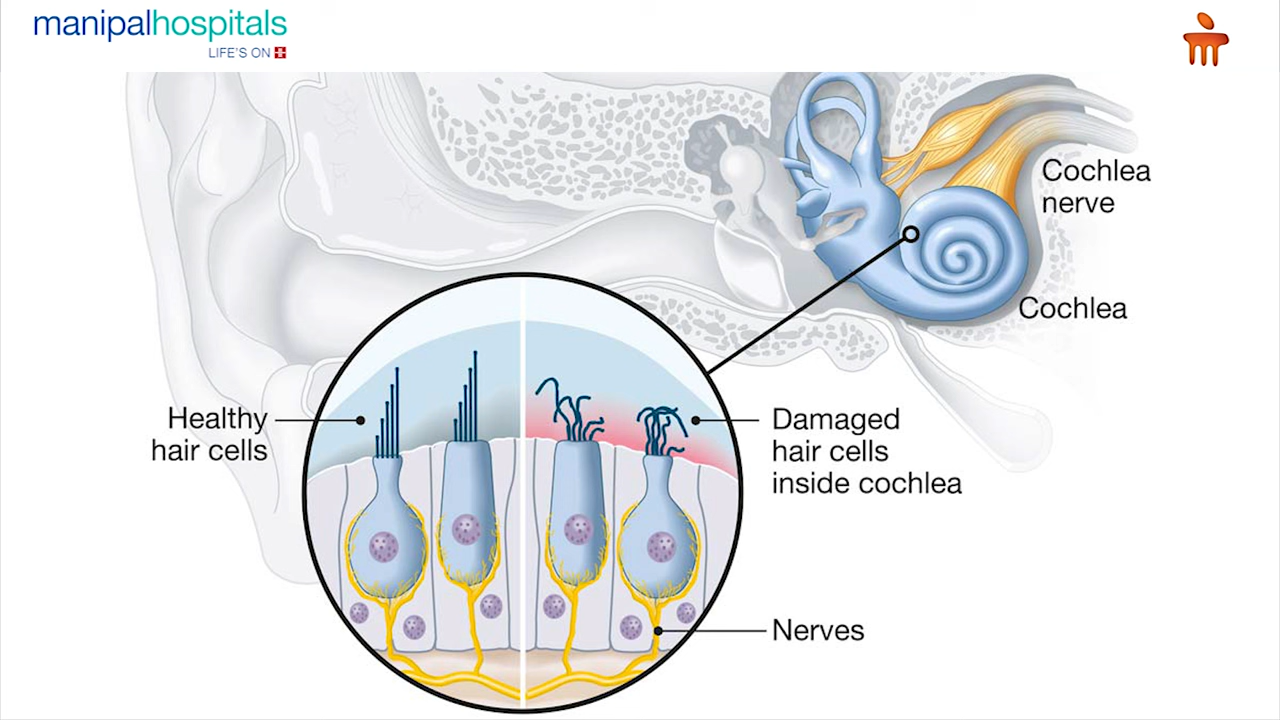 manipalhospitals
LIFE'S ON
Cochlea
nerve
Cochlea
Healthy
hair cells
Damaged
hair cells
inside cochlea
Nerves